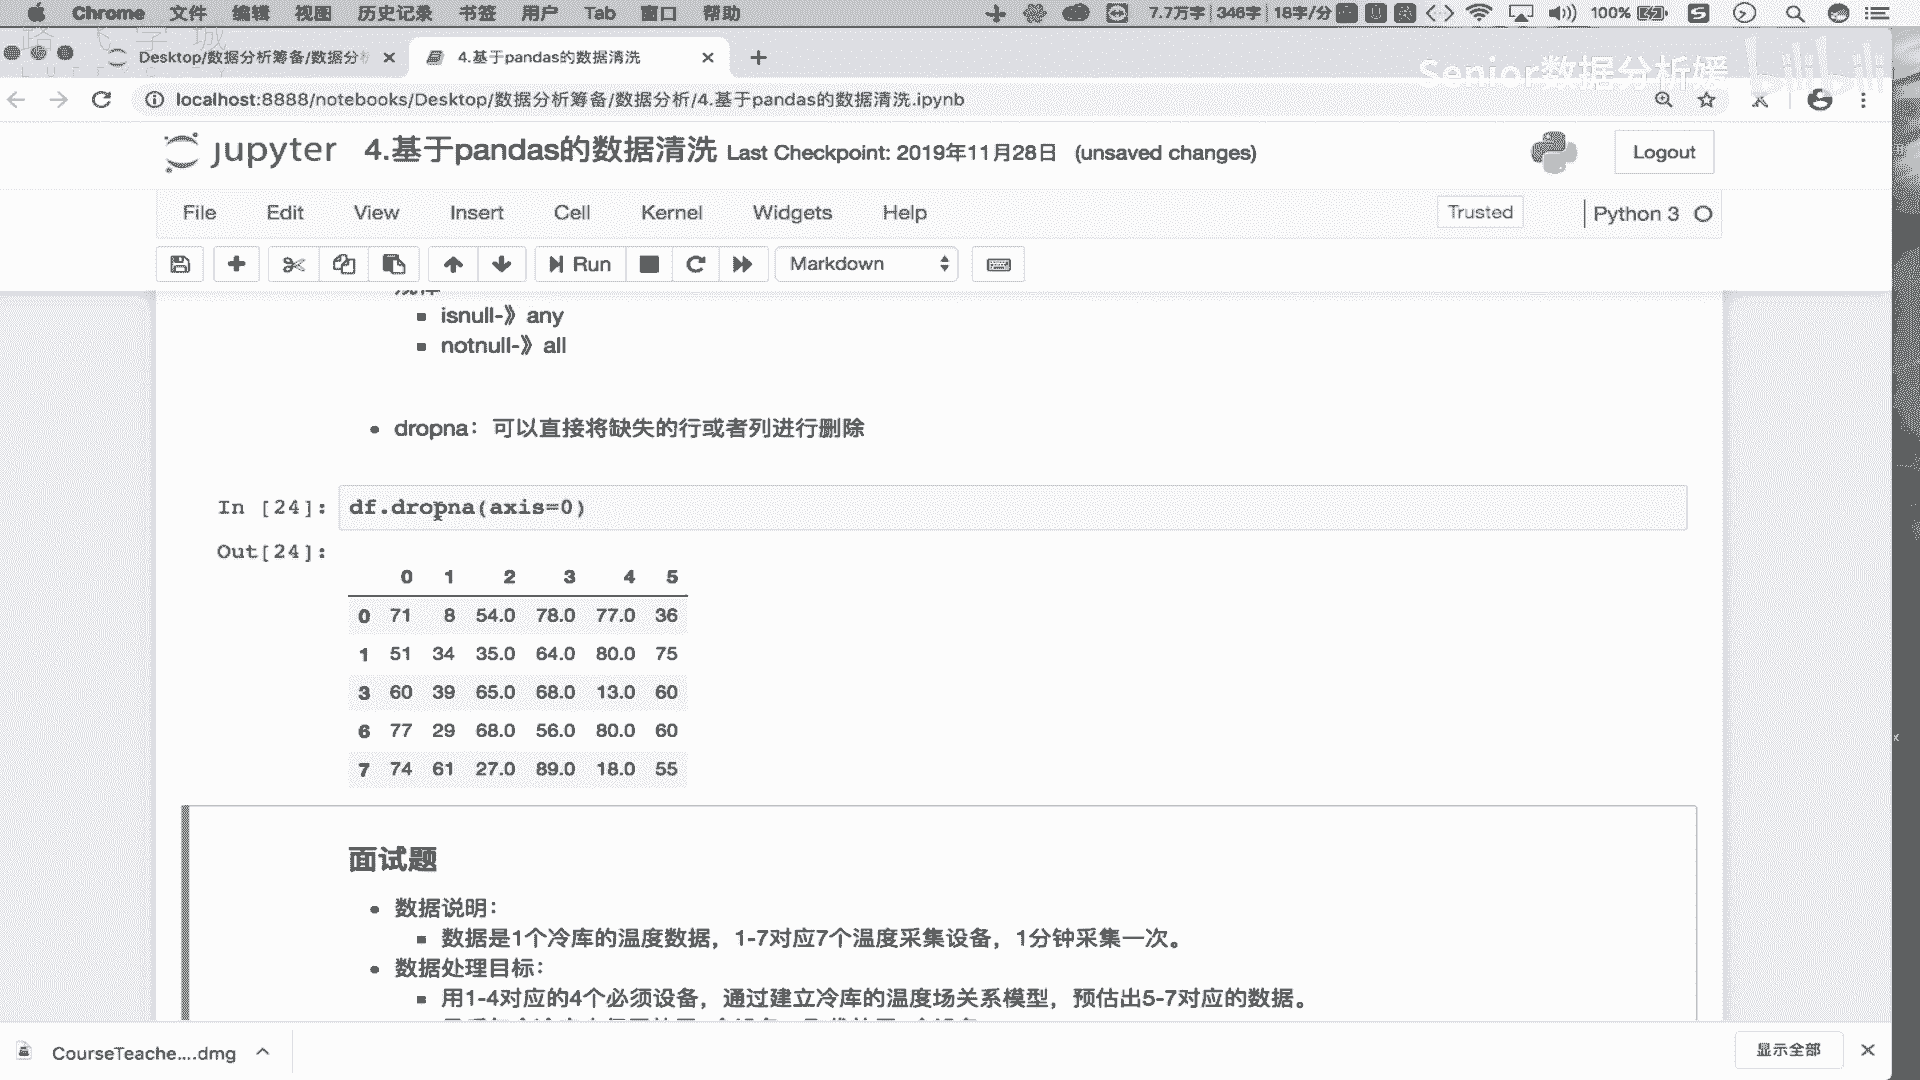 Chrome 文件 编辑 视图 历史记录 书签 用户 Tab 窗口 帮助 7.7万字 346字 18字/分 100%
路 飞 学 城
Desktop/数据分析筹备/数据分析 4.基于pandas的数据清洗
Senior数据分析媛 bilibili
localhost:8888/notebooks/Desktop/数据分析筹备/数据分析/4.基于pandas的数据清洗.ipynb
jupyter 4.基于pandas的数据清洗 Last Checkpoint: 2019年11月28日 (unsaved changes) Logout
File Edit View Insert Cell Kernel Widgets Help Trusted Python 3
Run Markdown
isnull-》any
notnull-》all
dropna：可以直接将缺失的行或者列进行删除
In [24]: df.dropna(axis=0)
Out[24]:
0 1 2 3 4 5
0 71 8 54.0 78.0 77.0 36
1 51 34 35.0 64.0 80.0 75
3 60 39 65.0 68.0 13.0 60
6 77 29 68.0 56.0 80.0 60
7 74 61 27.0 89.0 18.0 55
面试题
数据说明：
数据是1个冷库的温度数据，1-7对应7个温度采集设备，1分钟采集一次。
数据处理目标：
用1-4对应的4个必须设备，通过建立冷库的温度场关系模型，预估出5-7对应的数据。
CourseTeache....dmg 显示全部